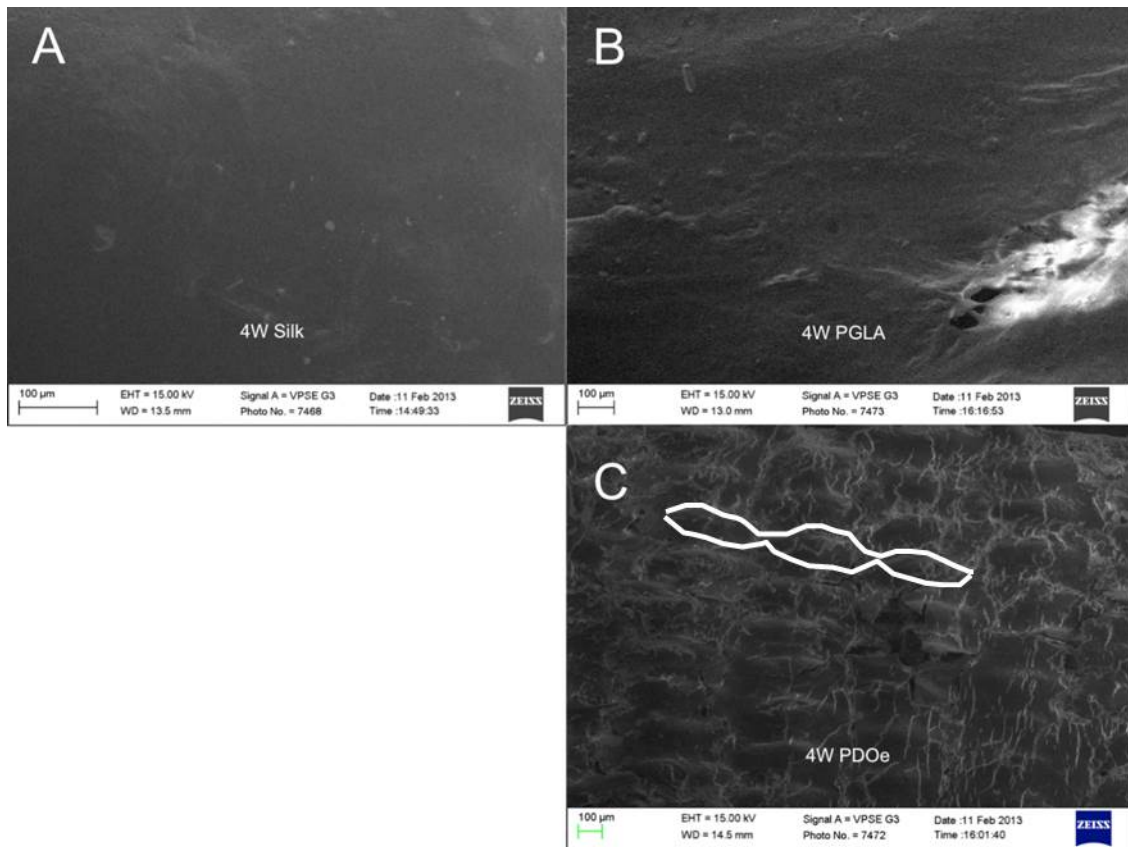 A
4W Silk
100 µm
EHT = 15.00 kV
Signal A = VPSE G3
Date :11 Feb 2013
WD = 13.5 mm
Photo No. = 7468
Time :14:49:33
ZEISS
B
4W PGLA
100 µm
EHT = 15.00 kV
Signal A = VPSE G3
Date :11 Feb 2013
WD = 13.0 mm
Photo No. = 7473
Time :16:16:53
ZEISS
C
4W PDOe
100 µm
EHT = 15.00 kV
Signal A = VPSE G3
Date :11 Feb 2013
WD = 14.5 mm
Photo No. = 7472
Time :16:01:40
ZEISS